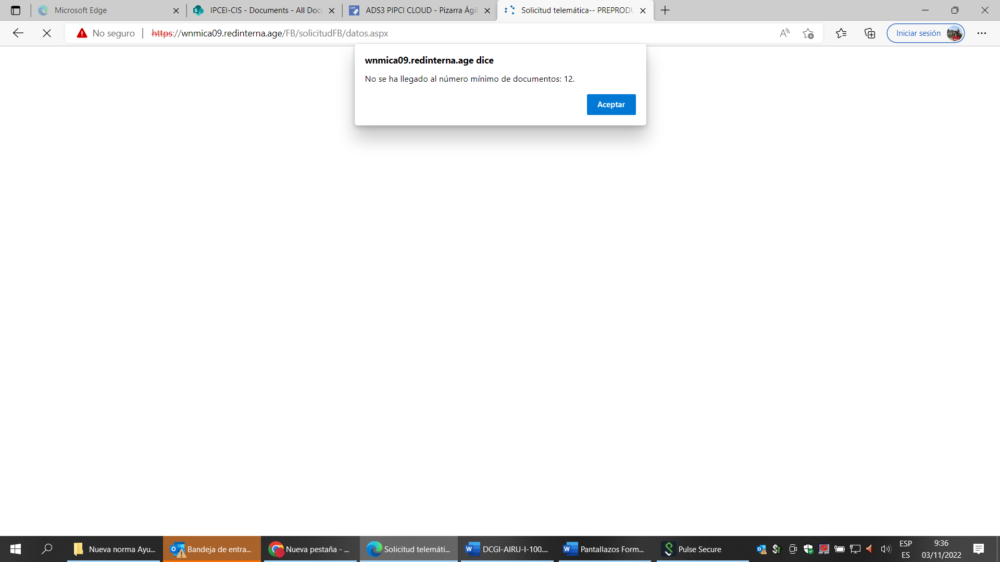 Microsoft Edge
IPCEI-CIS - Documents - All Docu
ADS3 PIPCI CLOUD - Pizarra Ágil
Solicitud telemática-- PREPRODU
No seguro
https://wnmica09.redinterna.age/FB/solicitudFB/datos.aspx
Iniciar sesión
wnmica09.redinterna.age dice
No se ha llegado al número mínimo de documentos: 12.
Aceptar
Nueva norma Ayu...
Bandeja de entra...
Nueva pestaña - ...
Solicitud telemáti...
DCGI-AIRU-I-100....
Pantallazos Form...
Pulse Secure
ESP
ES
9:36
03/11/2022